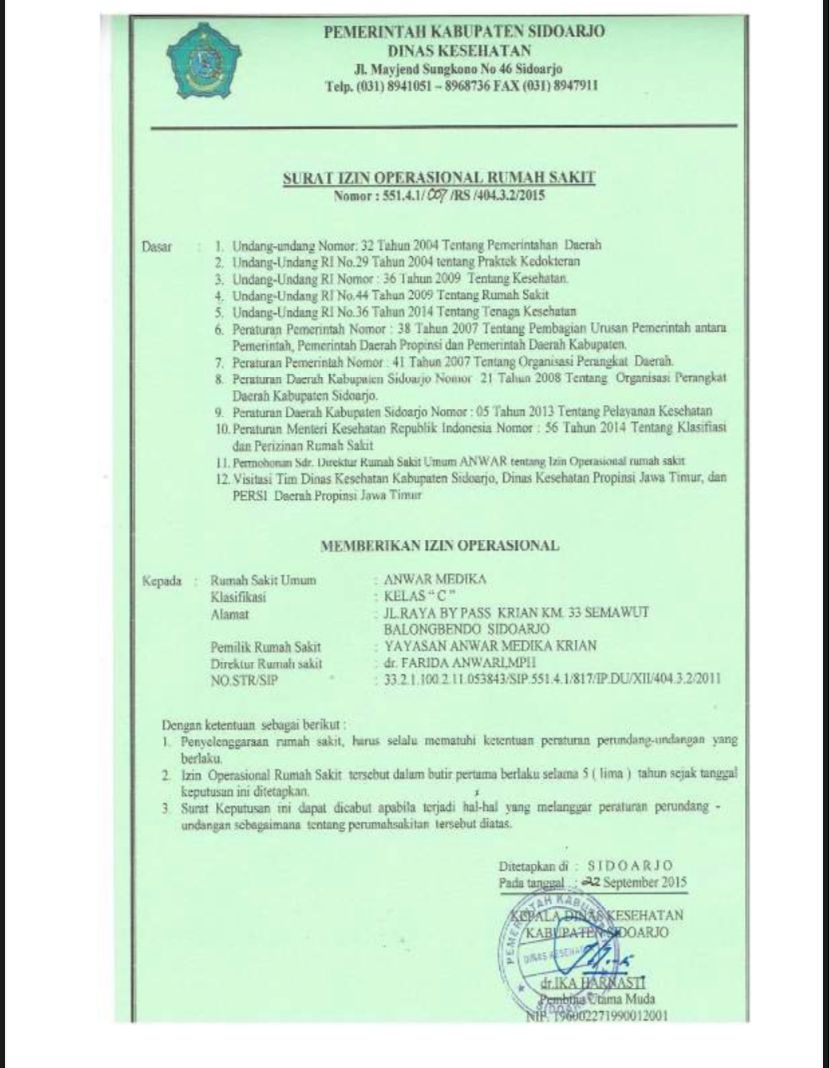 PEMERINTAH KABUPATEN SIDOARJO
DINAS KESEHATAN
Jl. Mayjend Sungkono No 46 Sidoarjo
Telp. (031) 8941051 – 8968736 FAX (031) 8947911
SURAT IZIN OPERASIONAL RUMAH SAKIT
Nomor : 551.4.1/007/RS /404.3.2/2015
Dasar : 1. Undang-undang Nomor: 32 Tahun 2004 Tentang Pemerintahan Daerah
2. Undang-Undang RI No.29 Tahun 2004 tentang Praktek Kedokteran
3. Undang-Undang RI Nomor : 36 Tahun 2009 Tentang Kesehatan.
4. Undang-Undang RI No.44 Tahun 2009 Tentang Rumah Sakit
5. Undang-Undang RI No.36 Tahun 2014 Tentang Tenaga Kesehatan
6. Peraturan Pemerintah Nomor : 38 Tahun 2007 Tentang Pembagian Urusan Pemerintah antara
Pemerintah, Pemerintah Daerah Propinsi dan Pemerintah Daerah Kabupaten.
7. Peraturan Pemerintah Nomor : 41 Tahun 2007 Tentang Organisasi Perangkat Daerah.
8. Peraturan Daerah Kabupaten Sidoarjo Nomor 21 Tahun 2008 Tentang Organisasi Perangkat
Daerah Kabupaten Sidoarjo.
9. Peraturan Daerah Kabupaten Sidoarjo Nomor : 05 Tahun 2013 Tentang Pelayanan Kesehatan
10. Peraturan Menteri Kesehatan Republik Indonesia Nomor : 56 Tahun 2014 Tentang Klasifiasi
dan Perizinan Rumah Sakit
11. Permohonan Sdr. Direktur Rumah Sakit Umum ANWAR tentang Izin Operasional rumah sakit
12. Visitasi Tim Dinas Kesehatan Kabupaten Sidoarjo, Dinas Kesehatan Propinsi Jawa Timur, dan
PERSI Daerah Propinsi Jawa Timur
MEMBERIKAN IZIN OPERASIONAL
Kepada : Rumah Sakit Umum : ANWAR MEDIKA
Klasifikasi : KELAS “ C ”
Alamat : JL.RAYA BY PASS KRIAN KM. 33 SEMAWUT
BALONGBENDO SIDOARJO
Pemilik Rumah Sakit : YAYASAN ANWAR MEDIKA KRIAN
Direktur Rumah sakit : dr. FARIDA ANWARI,MPH
NO.STR/SIP : 33.2.1.100.2.11.053843/SIP.551.4.1/817/IP.DU/XII/404.3.2/2011
Dengan ketentuan sebagai berikut :
1. Penyelenggaraan rumah sakit, harus selalu mematuhi ketentuan peraturan perundang-undangan yang
berlaku.
2. Izin Operasional Rumah Sakit tersebut dalam butir pertama berlaku selama 5 ( lima ) tahun sejak tanggal
keputusan ini ditetapkan.
3. Surat Keputusan ini dapat dicabut apabila terjadi hal-hal yang melanggar peraturan perundang -
undangan sebagaimana tentang perumahsakitan tersebut diatas.
Ditetapkan di : S I D O A R J O
Pada tanggal : 22 September 2015
KEPALA DINAS KESEHATAN
KABUPATEN SIDOARJO
dr.IKA HARNASTI
Pembina Utama Muda
NIP. 196002271990012001